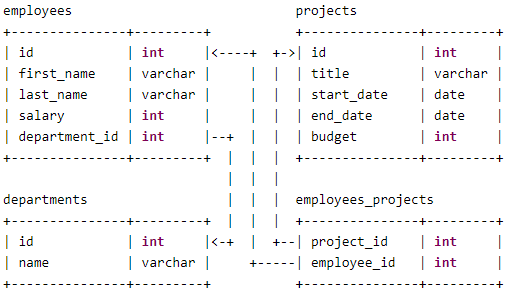 employees                           projects
+---------------+---------+         +---------------+---------+
| id            | int     |<----+  +->| id            | int     |
| first_name    | varchar |     |  |  | title         | varchar |
| last_name     | varchar |     |  |  | start_date    | date    |
| salary        | int     |     |  |  | end_date      | date    |
| department_id | int     |--+  |  |  | budget        | int     |
+---------------+---------+  |  |  |  +---------------+---------+
|  |  |
departments                  |  |  |  employees_projects
+---------------+---------+  |  |  |  +---------------+---------+
| id            | int     |<-+  |  +--| project_id    | int     |
| name          | varchar |     +-----| employee_id   | int     |
+---------------+---------+           +---------------+---------+